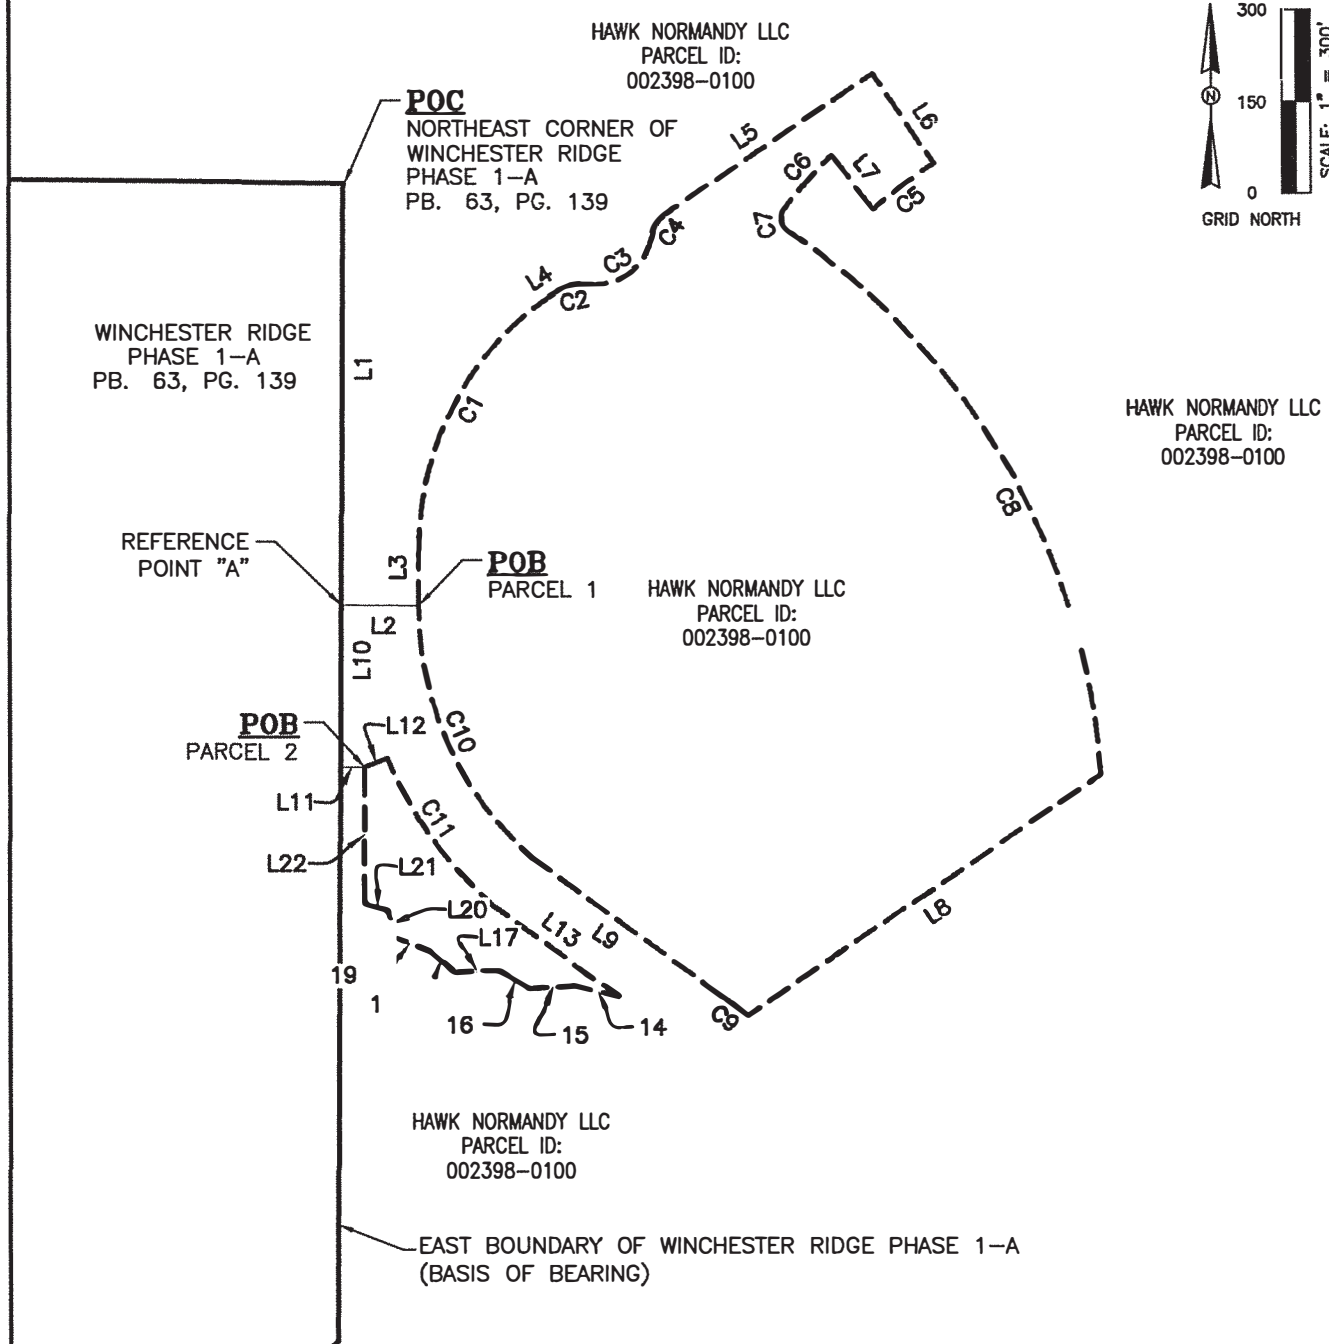 HAWK NORMANDY LLC
PARCEL ID:
002398-0100
300
150
0
SCALE: 1" = 300'
N
GRID NORTH
POC
NORTHEAST CORNER OF
WINCHESTER RIDGE
PHASE 1-A
PB. 63, PG. 139
L5
L6
L7
C6
C5
C7
C4
C3
L4
C2
WINCHESTER RIDGE
PHASE 1-A
PB. 63, PG. 139
L1
C1
HAWK NORMANDY LLC
PARCEL ID:
002398-0100
C8
REFERENCE
POINT "A"
L3
POB
PARCEL 1
HAWK NORMANDY LLC
PARCEL ID:
002398-0100
L2
L10
POB
PARCEL 2
L12
C10
L11
C11
L22
L21
L20
L13
L9
L8
L17
19
1
16
15
14
C9
HAWK NORMANDY LLC
PARCEL ID:
002398-0100
EAST BOUNDARY OF WINCHESTER RIDGE PHASE 1-A
(BASIS OF BEARING)